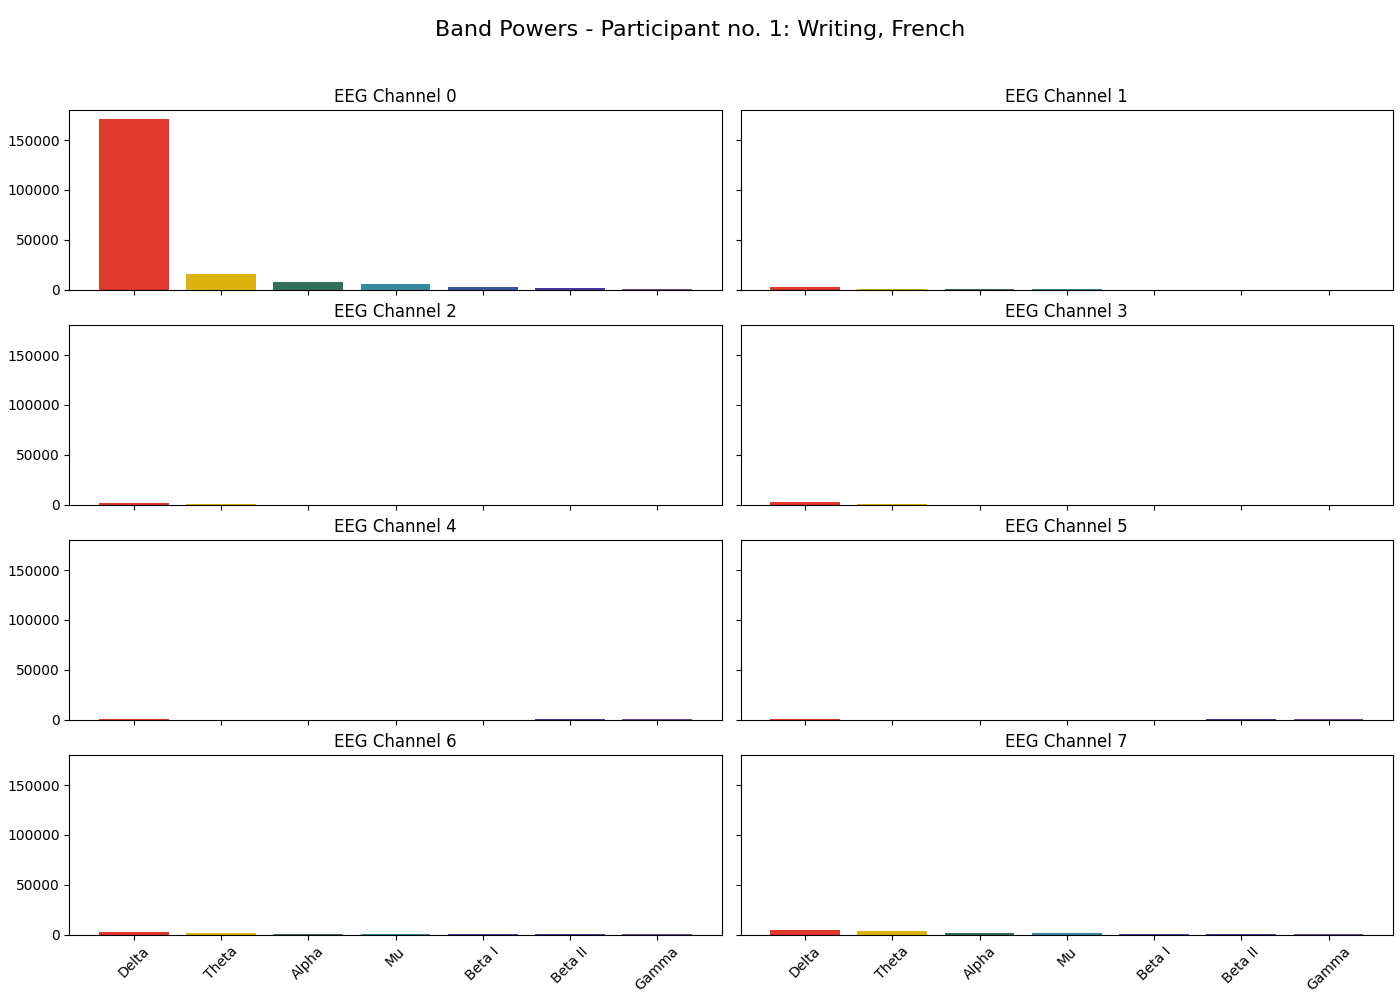 Band Powers - Participant no. 1: Writing, French
EEG Channel 0
EEG Channel 1
150000
100000
50000
0
EEG Channel 2
EEG Channel 3
150000
100000
50000
0
EEG Channel 4
EEG Channel 5
150000
100000
50000
0
EEG Channel 6
EEG Channel 7
150000
100000
50000
0
Delta Theta Alpha Mu Beta I Beta II Gamma
Delta Theta Alpha Mu Beta I Beta II Gamma